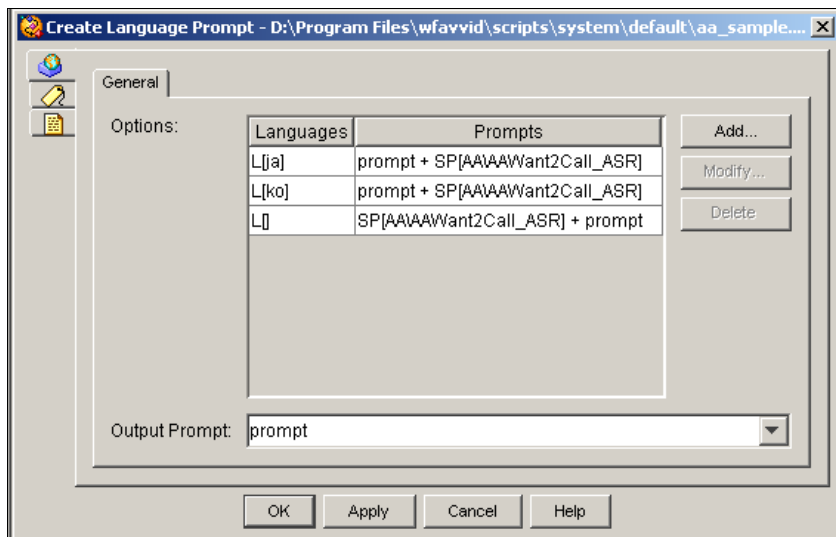 Create Language Prompt - D:\Program Files\wfavvid\scripts\system\default\aa_sample....
General
Options:
Languages Prompts
L[ja] prompt + SP[AA\AAWant2Call_ASR]
L[ko] prompt + SP[AA\AAWant2Call_ASR]
L[] SP[AA\AAWant2Call_ASR] + prompt
Add...
Modify...
Delete
Output Prompt: prompt
OK Apply Cancel Help